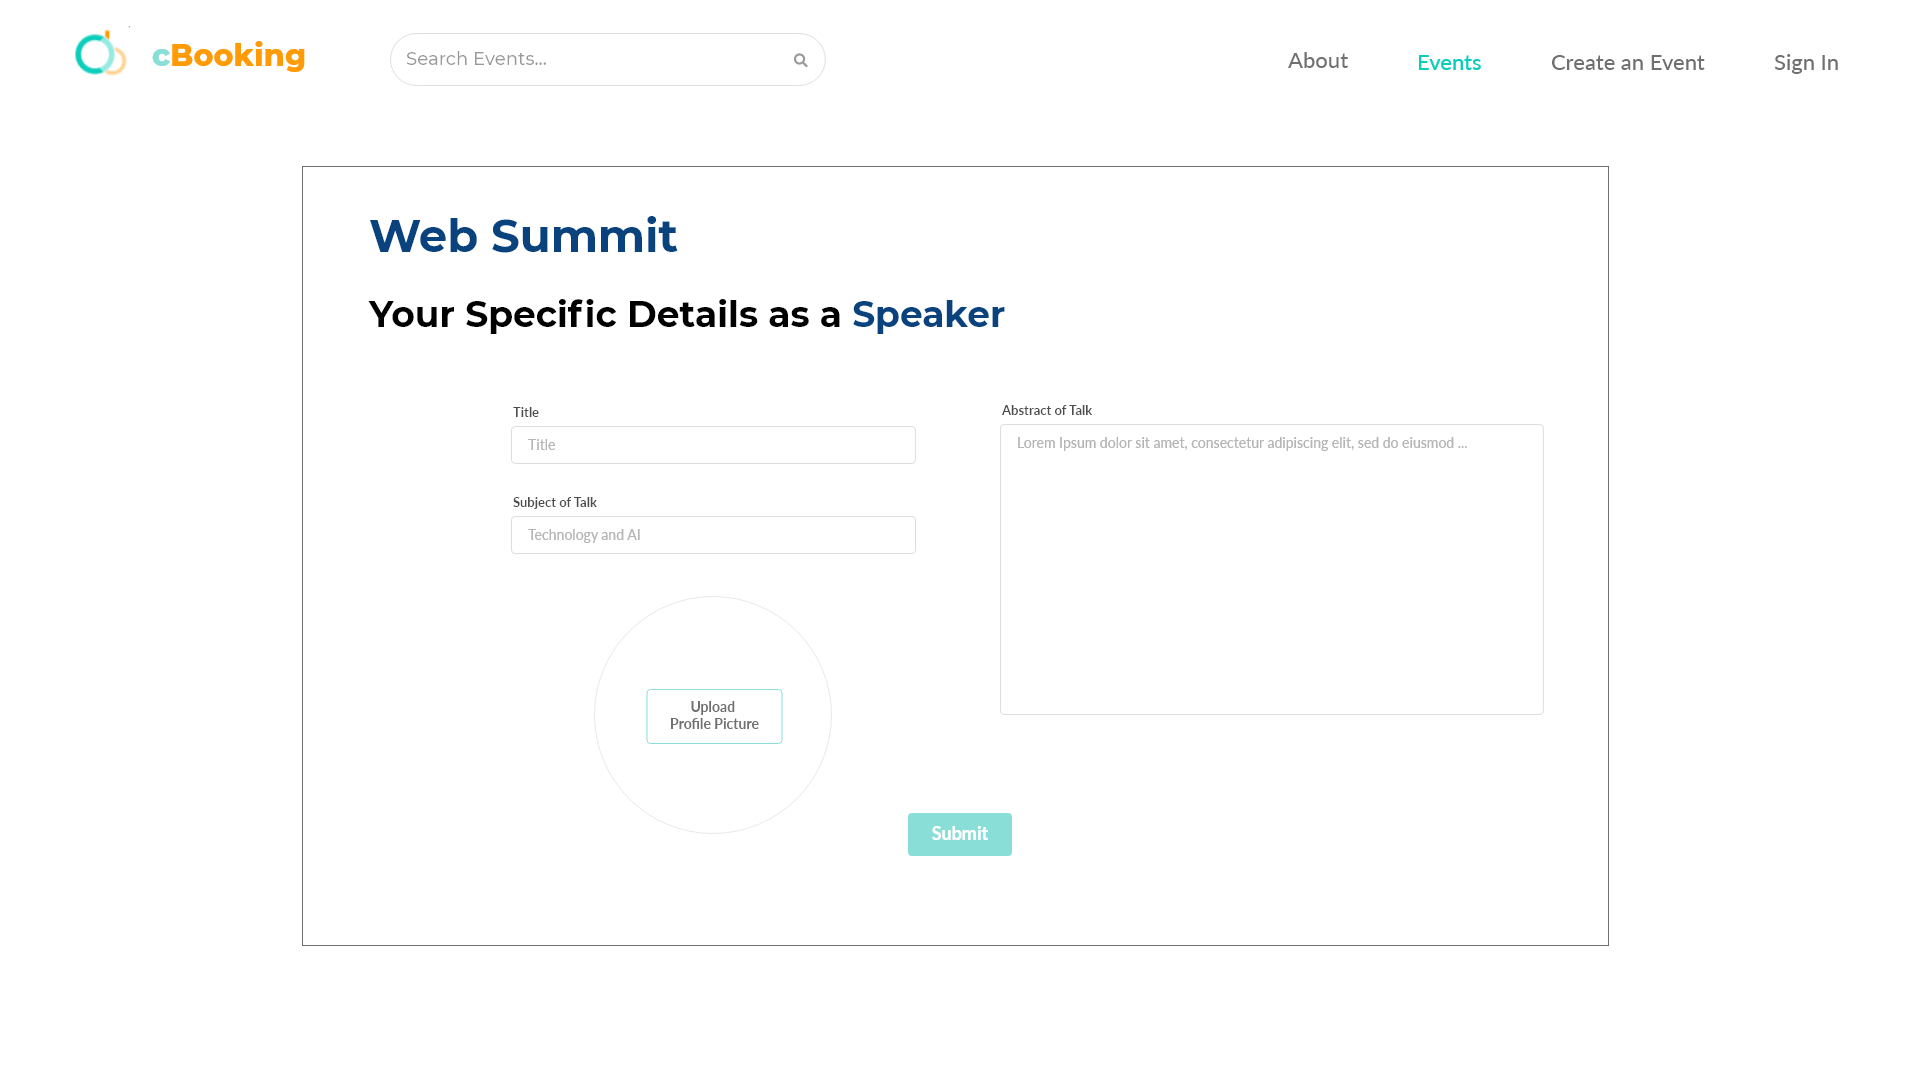 cBooking
Search Events...
About
Events
Create an Event
Sign In
Web Summit
Your Specific Details as a Speaker
Title
Title
Subject of Talk
Technology and AI
Upload
Profile Picture
Abstract of Talk
Lorem Ipsum dolor sit amet, consectetur adipiscing elit, sed do eiusmod ...
Submit